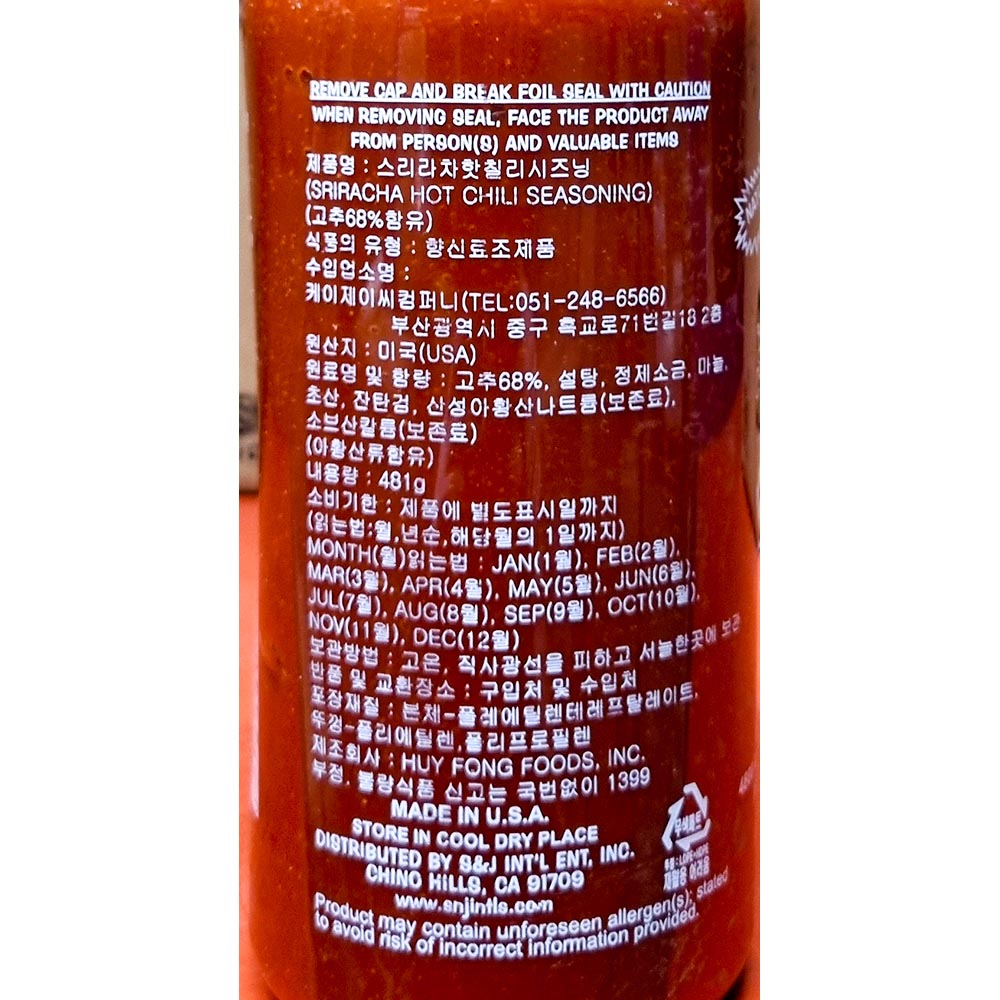 REMOVE CAP AND BREAK FOIL SEAL WITH CAUTION
WHEN REMOVING SEAL, FACE THE PRODUCT AWAY
FROM PERSON(S) AND VALUABLE ITEMS
제품명 : 스리라차핫칠리시즈닝
(SRIRACHA HOT CHILI SEASONING)
(고추68%함유)
식품의 유형 : 향신료조제품
수입업소명 :
케이제이씨컴퍼니(TEL:051-248-6566)
부산광역시 중구 흑교로71번길18 2층
원산지 : 미국(USA)
원료명 및 함량 : 고추68%, 설탕, 정제소금, 마늘,
초산, 잔탄검, 산성아황산나트륨(보존료),
소브산칼륨(보존료)
(아황산류함유)
내용량 : 481g
소비기한 : 제품에 별도표시일까지
(읽는법:월,년순,해당월의 1일까지)
MONTH(월)읽는법 : JAN(1월), FEB(2월),
MAR(3월), APR(4월), MAY(5월), JUN(6월),
JUL(7월), AUG(8월), SEP(9월), OCT(10월),
NOV(11월), DEC(12월)
보관방법 : 고온, 직사광선을 피하고 서늘한곳에 보관
반품 및 교환장소 : 구입처 및 수입처
포장재질 : 본체-폴레에틸렌테레프탈레이트,
뚜껑-폴리에틸렌,폴리프로필렌
제조회사 : HUY FONG FOODS, INC.
부정, 불량식품 신고는 국번없이 1399
MADE IN U.S.A.
STORE IN COOL DRY PLACE
DISTRIBUTED BY S&J INT'L ENT, INC.
CHINO HILLS, CA 91709
www.snjintls.com
Product may contain unforeseen allergen(s); stated
to avoid risk of incorrect information provided.
무색페트
재활용 어려움